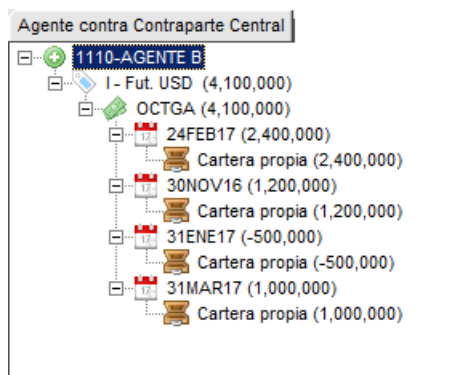 Agente contra Contraparte Central
1110-AGENTE B
I - Fut. USD (4,100,000)
OCTGA (4,100,000)
24FEB17 (2,400,000)
Cartera propia (2,400,000)
30NOV16 (1,200,000)
Cartera propia (1,200,000)
31ENE17 (-500,000)
Cartera propia (-500,000)
31MAR17 (1,000,000)
Cartera propia (1,000,000)